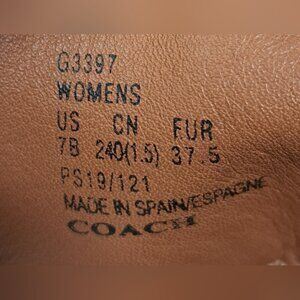 G3397
WOMENS
US CN EUR
7B 240(1.5) 37.5
PS19/121
MADE IN SPAIN/ESPAGNE
COACH